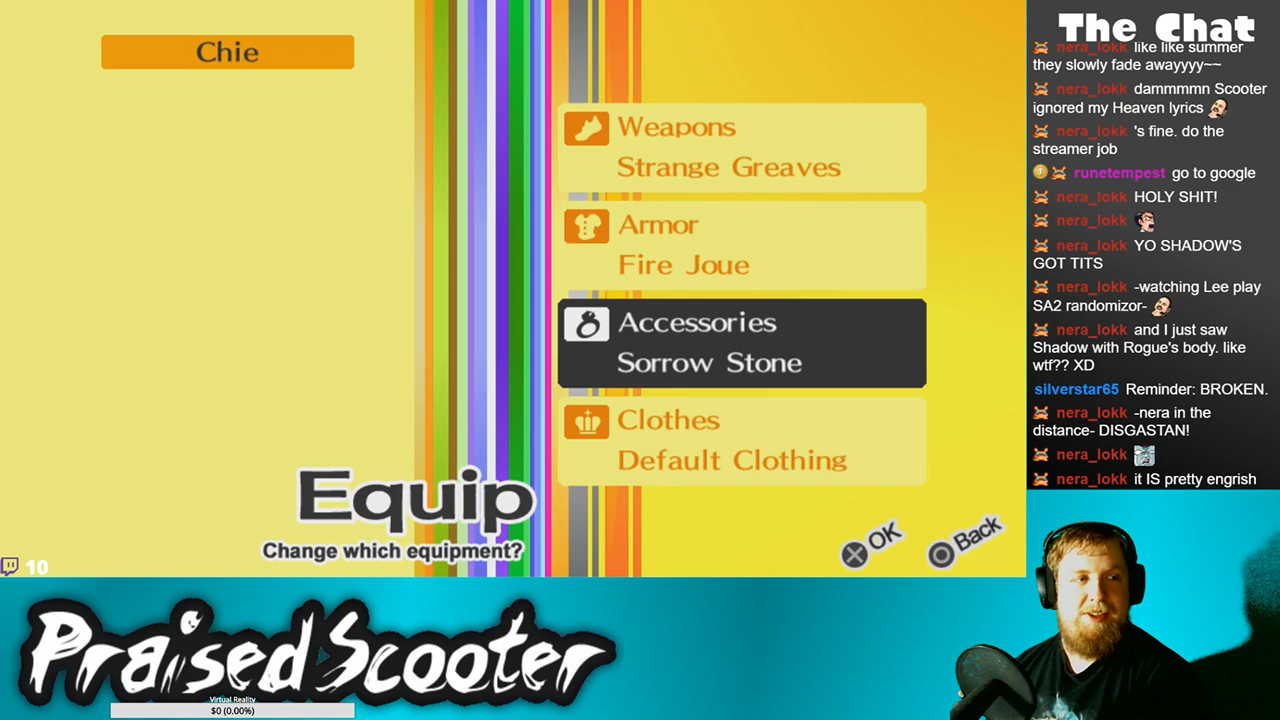 Chie
Weapons
Strange Greaves
Armor
Fire Joue
Accessories
Sorrow Stone
Clothes
Default Clothing
Equip
Change which equipment?
OK
Back
10
PraisedScooter
Virtual Reality
$0 (0.00%)
The Chat
nera_lokk like like summer
they slowly fade awayyyy~~
nera_lokk dammmmn Scooter
ignored my Heaven lyrics
nera_lokk 's fine. do the
streamer job
runetempest go to google
nera_lokk HOLY SHIT!
nera_lokk
nera_lokk YO SHADOW'S
GOT TITS
nera_lokk -watching Lee play
SA2 randomizor-
nera_lokk and I just saw
Shadow with Rogue's body. like
wtf?? XD
silverstar65 Reminder: BROKEN.
nera_lokk -nera in the
distance- DISGASTAN!
nera_lokk
nera_lokk it IS pretty engrish